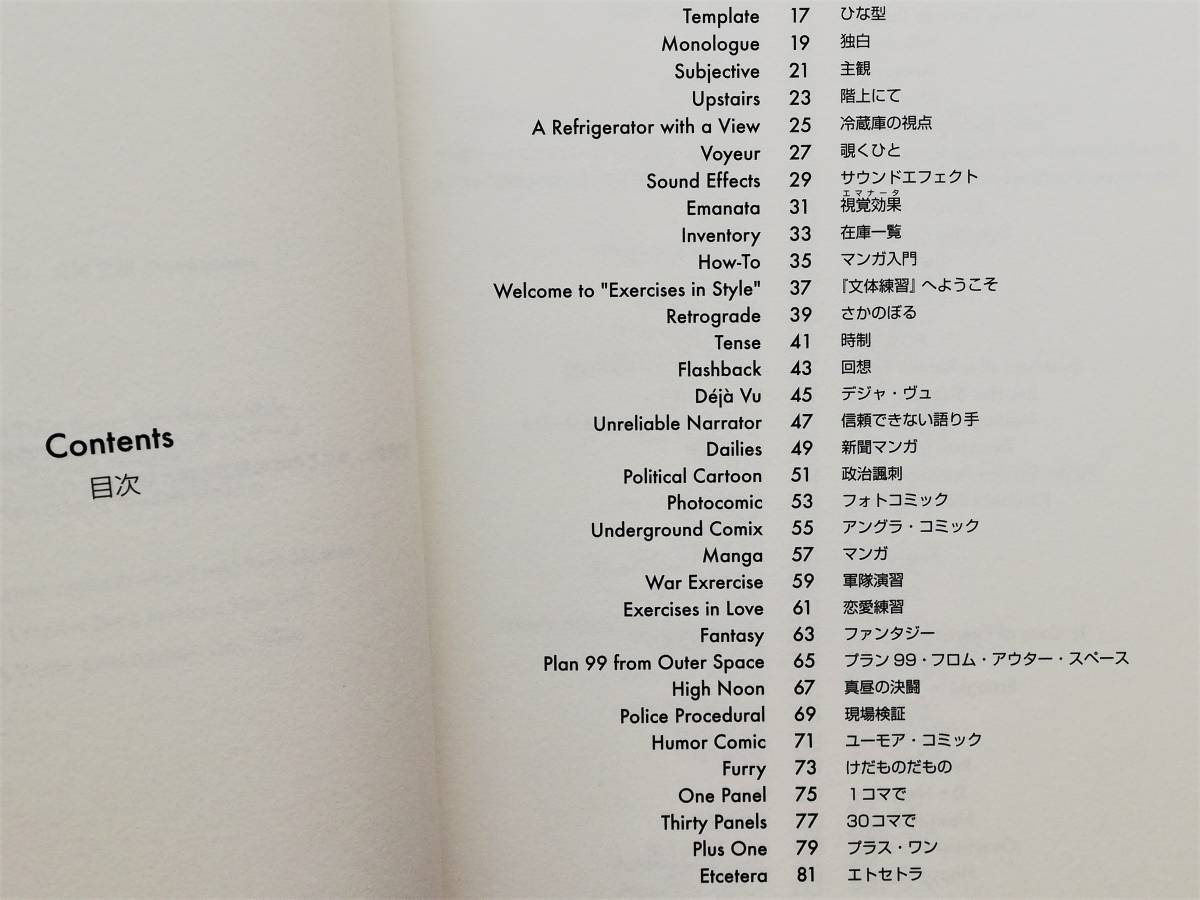 Contents
目次
Template 17 ひな型
Monologue 19 独白
Subjective 21 主観
Upstairs 23 階上にて
A Refrigerator with a View 25 冷蔵庫の視点
Voyeur 27 覗くひと
Sound Effects 29 サウンドエフェクト
エマナータ
Emanata 31 視覚効果
Inventory 33 在庫一覧
How-To 35 マンガ入門
Welcome to "Exercises in Style" 37 『文体練習』へようこそ
Retrograde 39 さかのぼる
Tense 41 時制
Flashback 43 回想
Déjà Vu 45 デジャ・ヴュ
Unreliable Narrator 47 信頼できない語り手
Dailies 49 新聞マンガ
Political Cartoon 51 政治諷刺
Photocomic 53 フォトコミック
Underground Comix 55 アングラ・コミック
Manga 57 マンガ
War Exrercise 59 軍隊演習
Exercises in Love 61 恋愛練習
Fantasy 63 ファンタジー
Plan 99 from Outer Space 65 プラン99・フロム・アウター・スペース
High Noon 67 真昼の決闘
Police Procedural 69 現場検証
Humor Comic 71 ユーモア・コミック
Furry 73 けだものだもの
One Panel 75 1コマで
Thirty Panels 77 30コマで
Plus One 79 プラス・ワン
Etcetera 81 エトセトラ